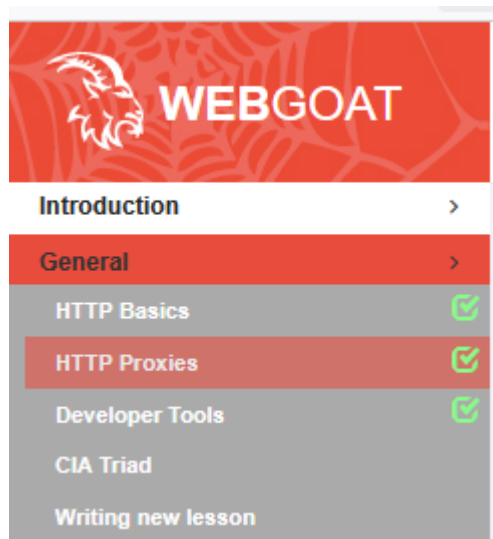 WEBGOAT
Introduction
General
HTTP Basics
HTTP Proxies
Developer Tools
CIA Triad
Writing new lesson